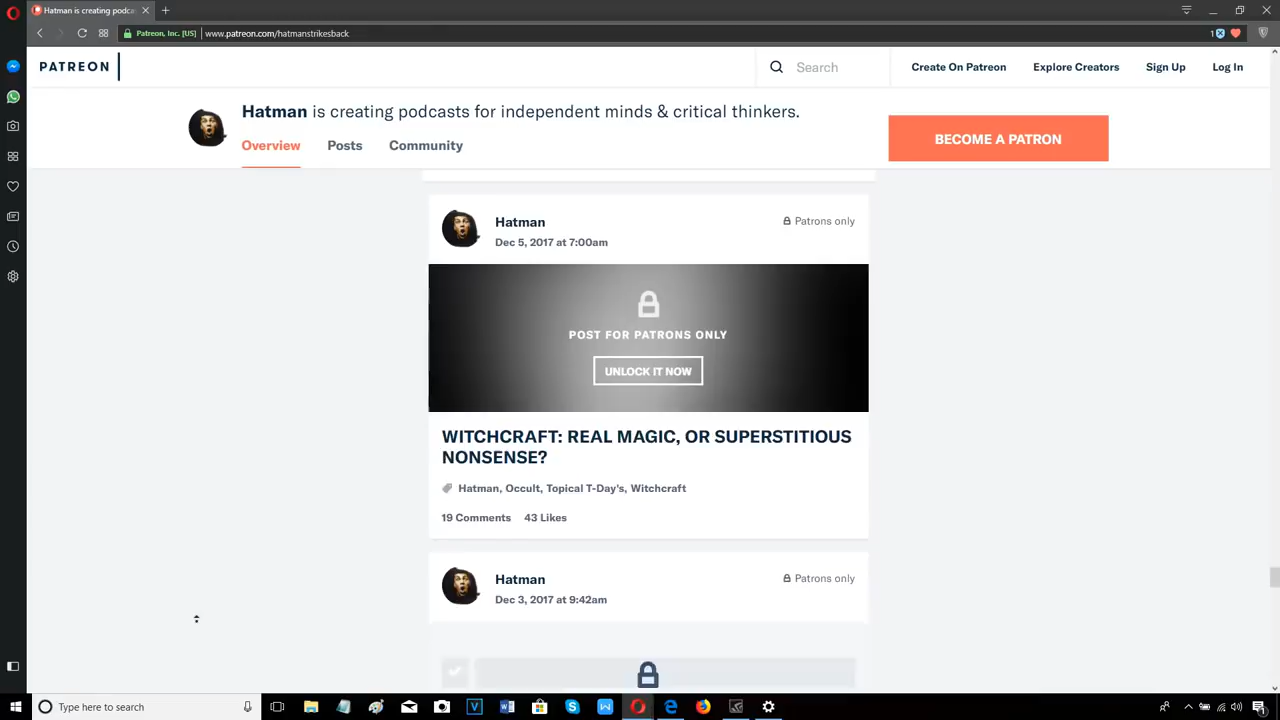 Hatman is creating podca
Patreon, Inc. [US]
www.patreon.com/hatmanstrikesback
1
PATREON
Search
Create On Patreon
Explore Creators
Sign Up
Log In
Hatman is creating podcasts for independent minds & critical thinkers.
Overview
Posts
Community
BECOME A PATRON
Hatman
Patrons only
Dec 5, 2017 at 7:00am
POST FOR PATRONS ONLY
UNLOCK IT NOW
WITCHCRAFT: REAL MAGIC, OR SUPERSTITIOUS
NONSENSE?
Hatman, Occult, Topical T-Day's, Witchcraft
19 Comments 43 Likes
Hatman
Patrons only
Dec 3, 2017 at 9:42am
Type here to search